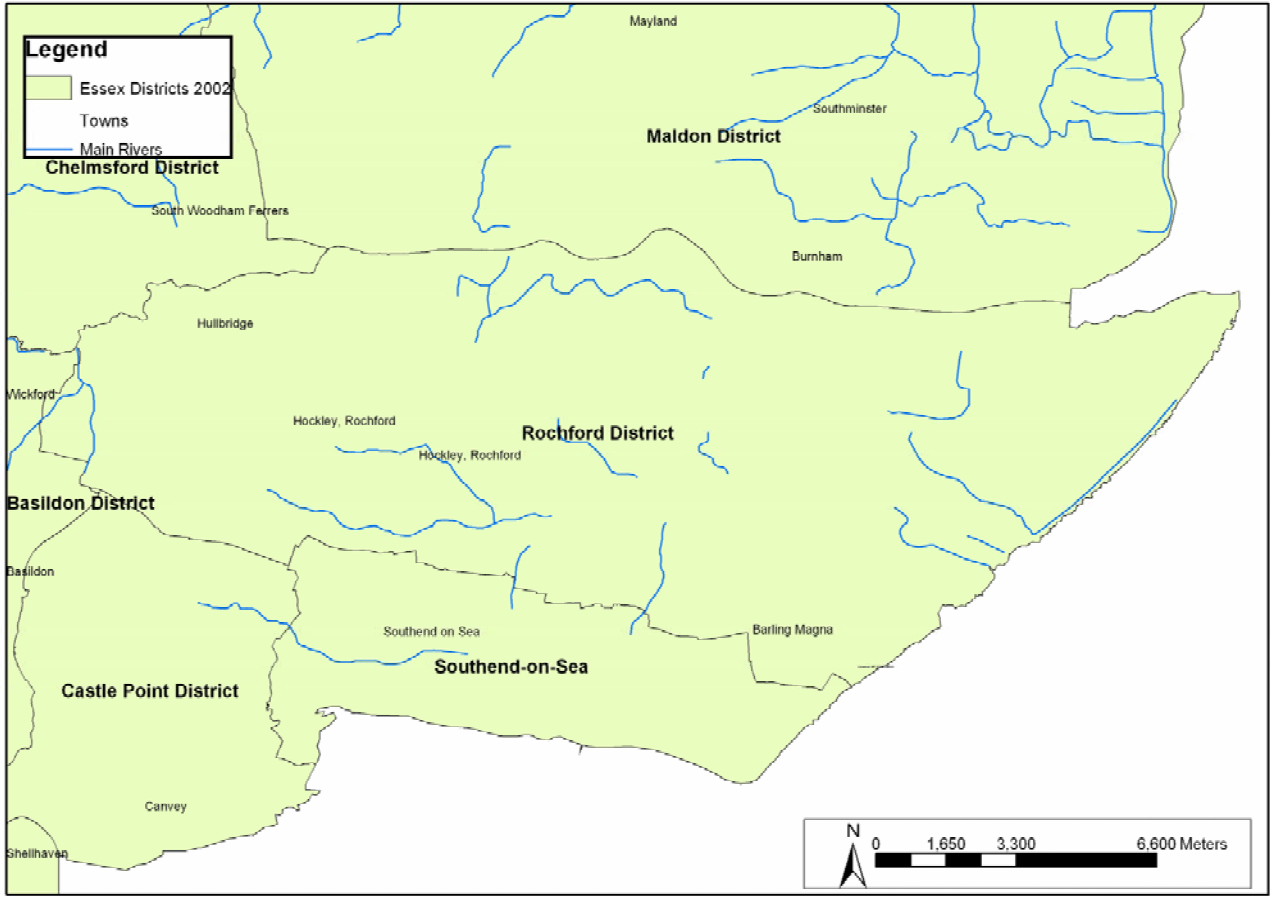 Mayland
Legend
Essex Districts 2002
Towns
Main Rivers
Southminster
Maldon District
Chelmsford District
South Woodham Ferrers
Burnham
Hullbridge
Wickford
Hockley, Rochford
Rochford District
Hockley, Rochford
Basildon District
Basildon
Southend on Sea
Barling Magna
Southend-on-Sea
Castle Point District
Canvey
Shellhaven
N
0 1,650 3,300 6,600 Meters